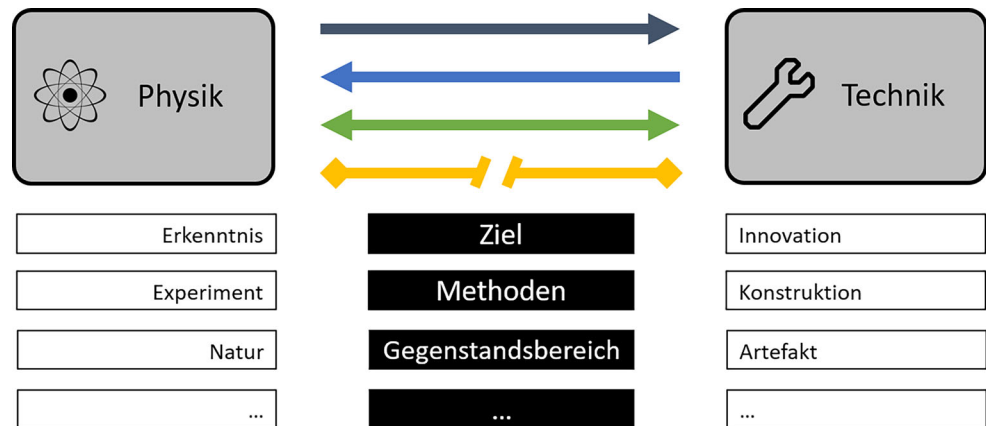 Physik
Technik
Erkenntnis
Ziel
Innovation
Experiment
Methoden
Konstruktion
Natur
Gegenstandsbereich
Artefakt
...
...
...